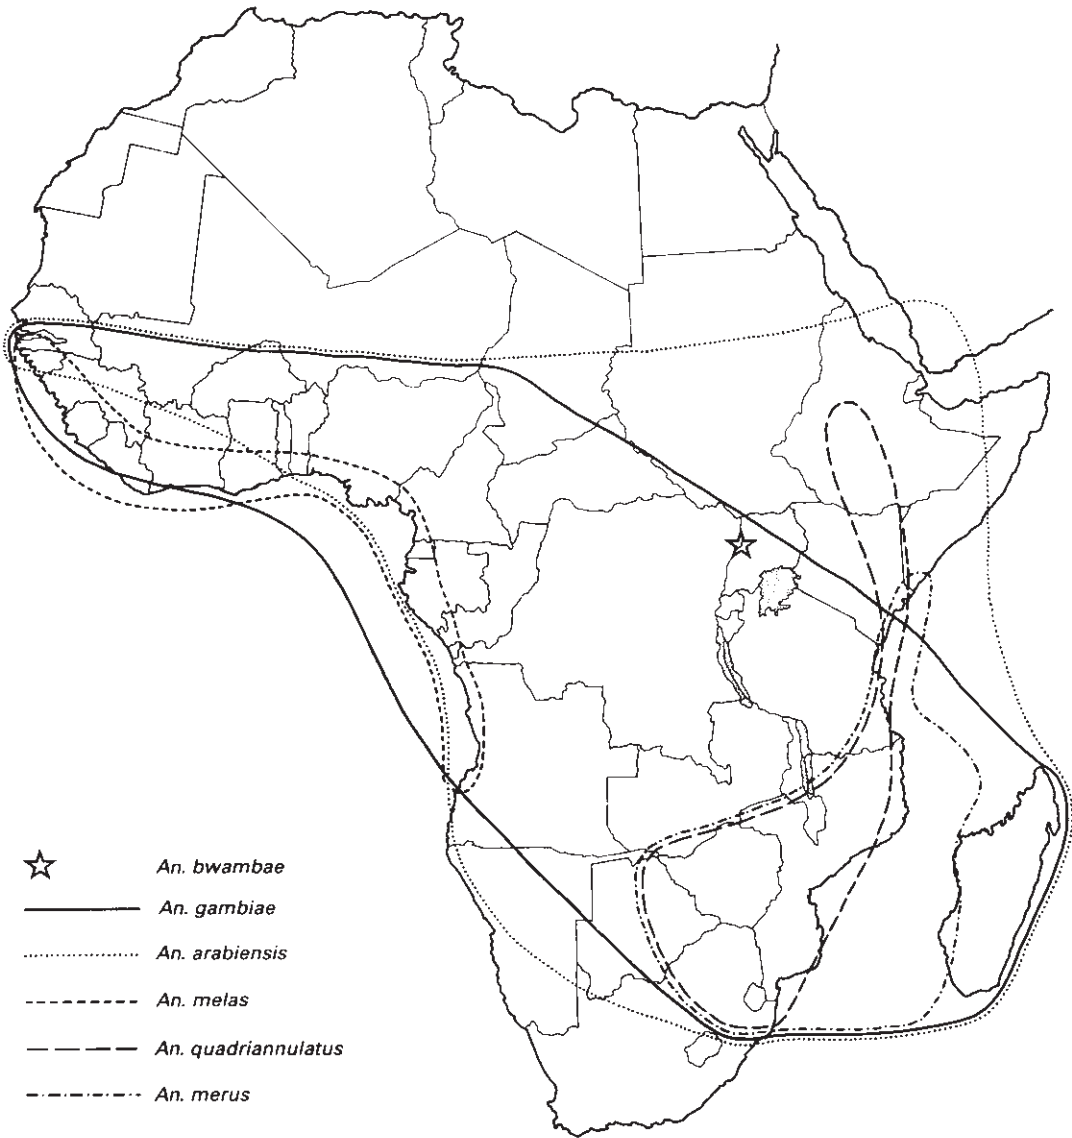 An. bwambae
An. gambiae
An. arabiensis
An. melas
An. quadriannulatus
An. merus